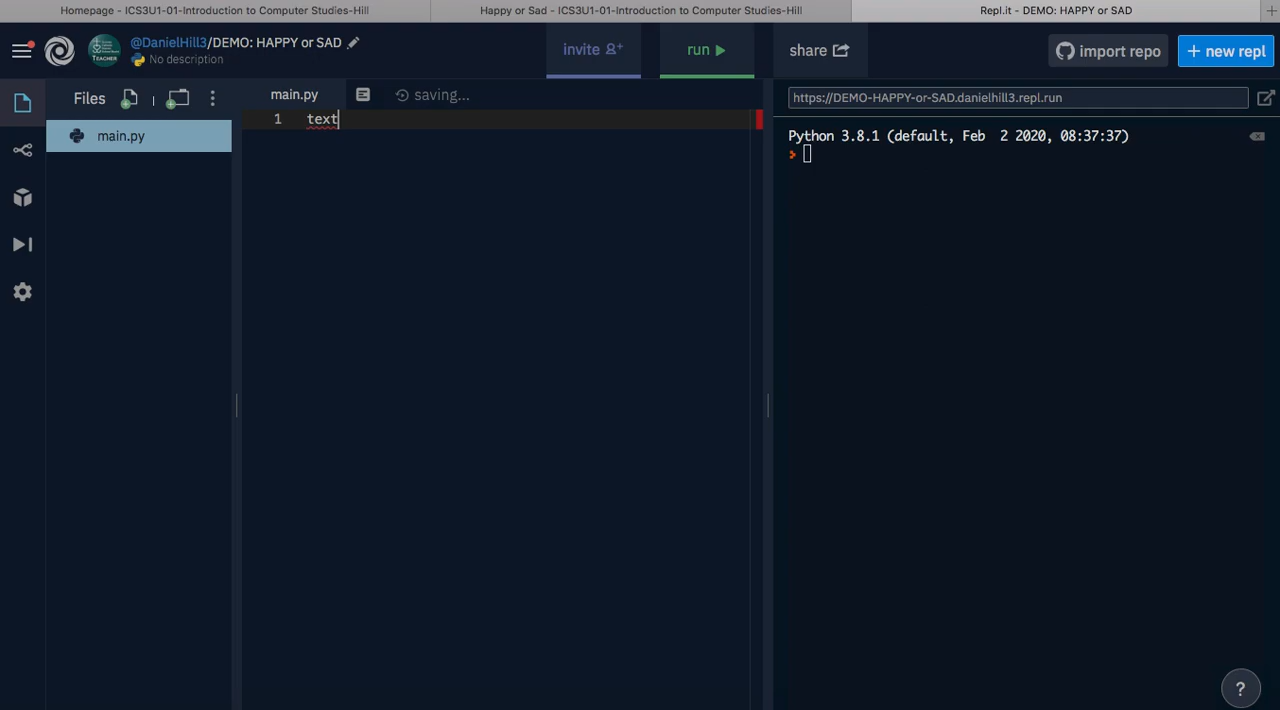 Homepage - ICS3U1-01-Introduction to Computer Studies-Hill
Happy or Sad - ICS3U1-01-Introduction to Computer Studies-Hill
Repl.it - DEMO: HAPPY or SAD
@DanielHill3/DEMO: HAPPY or SAD
No description
TEACHER
invite
run
share
import repo
+ new repl
Files
main.py
saving...
https://DEMO-HAPPY-or-SAD.danielhill3.repl.run
main.py
1 text
Python 3.8.1 (default, Feb  2 2020, 08:37:37)
?